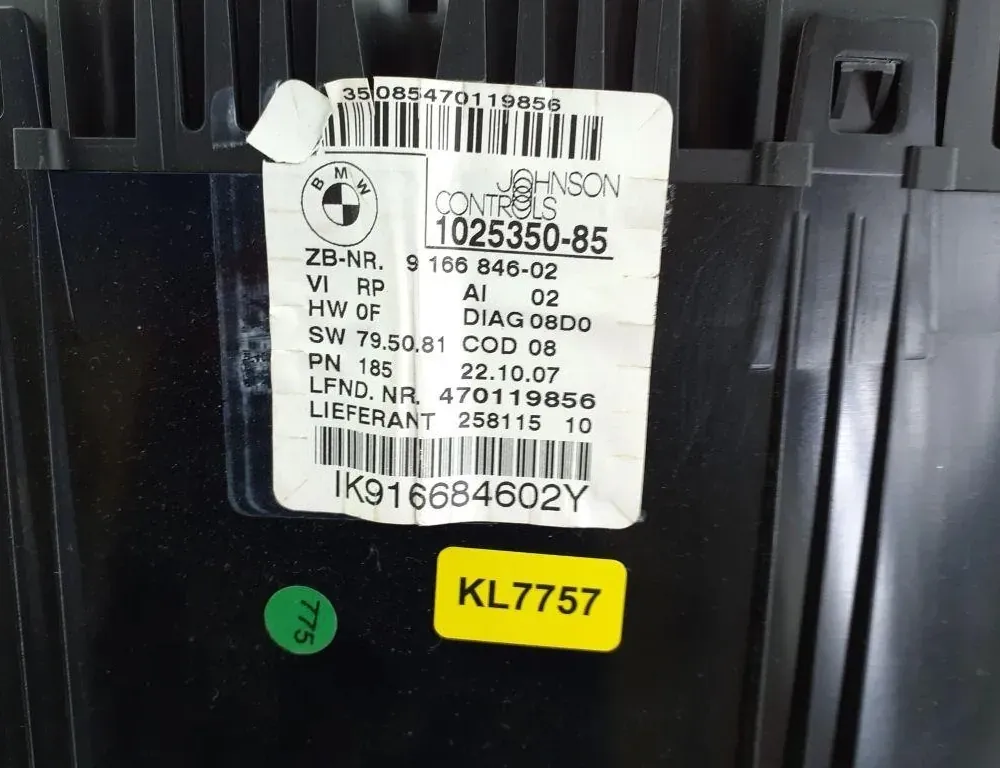 35085470119856
BMW
JOHNSON
CONTROLS
1025350-85
ZB-NR. 9 166 846-02
VI RP AI 02
HW 0F DIAG 08D0
SW 79.50.81 COD 08
PN 185 22.10.07
LFND. NR. 470119856
LIEFERANT 258115 10
IK916684602Y
KL7757
775